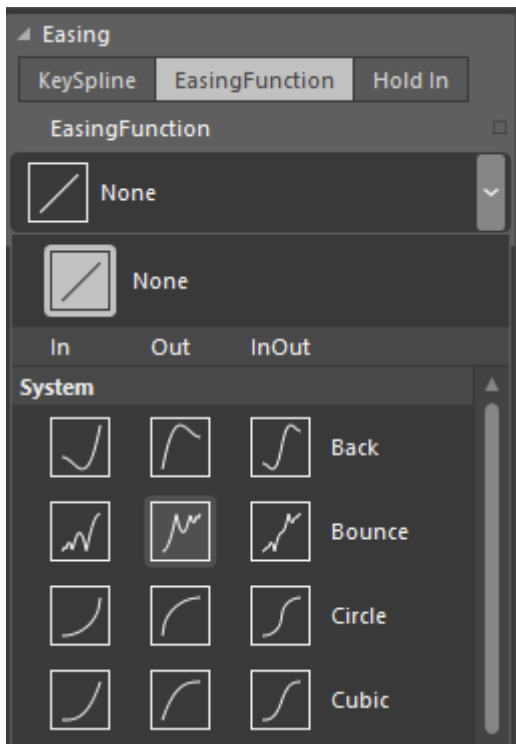 Easing
KeySpline EasingFunction Hold In
EasingFunction
None
None
In Out InOut
System
Back
Bounce
Circle
Cubic